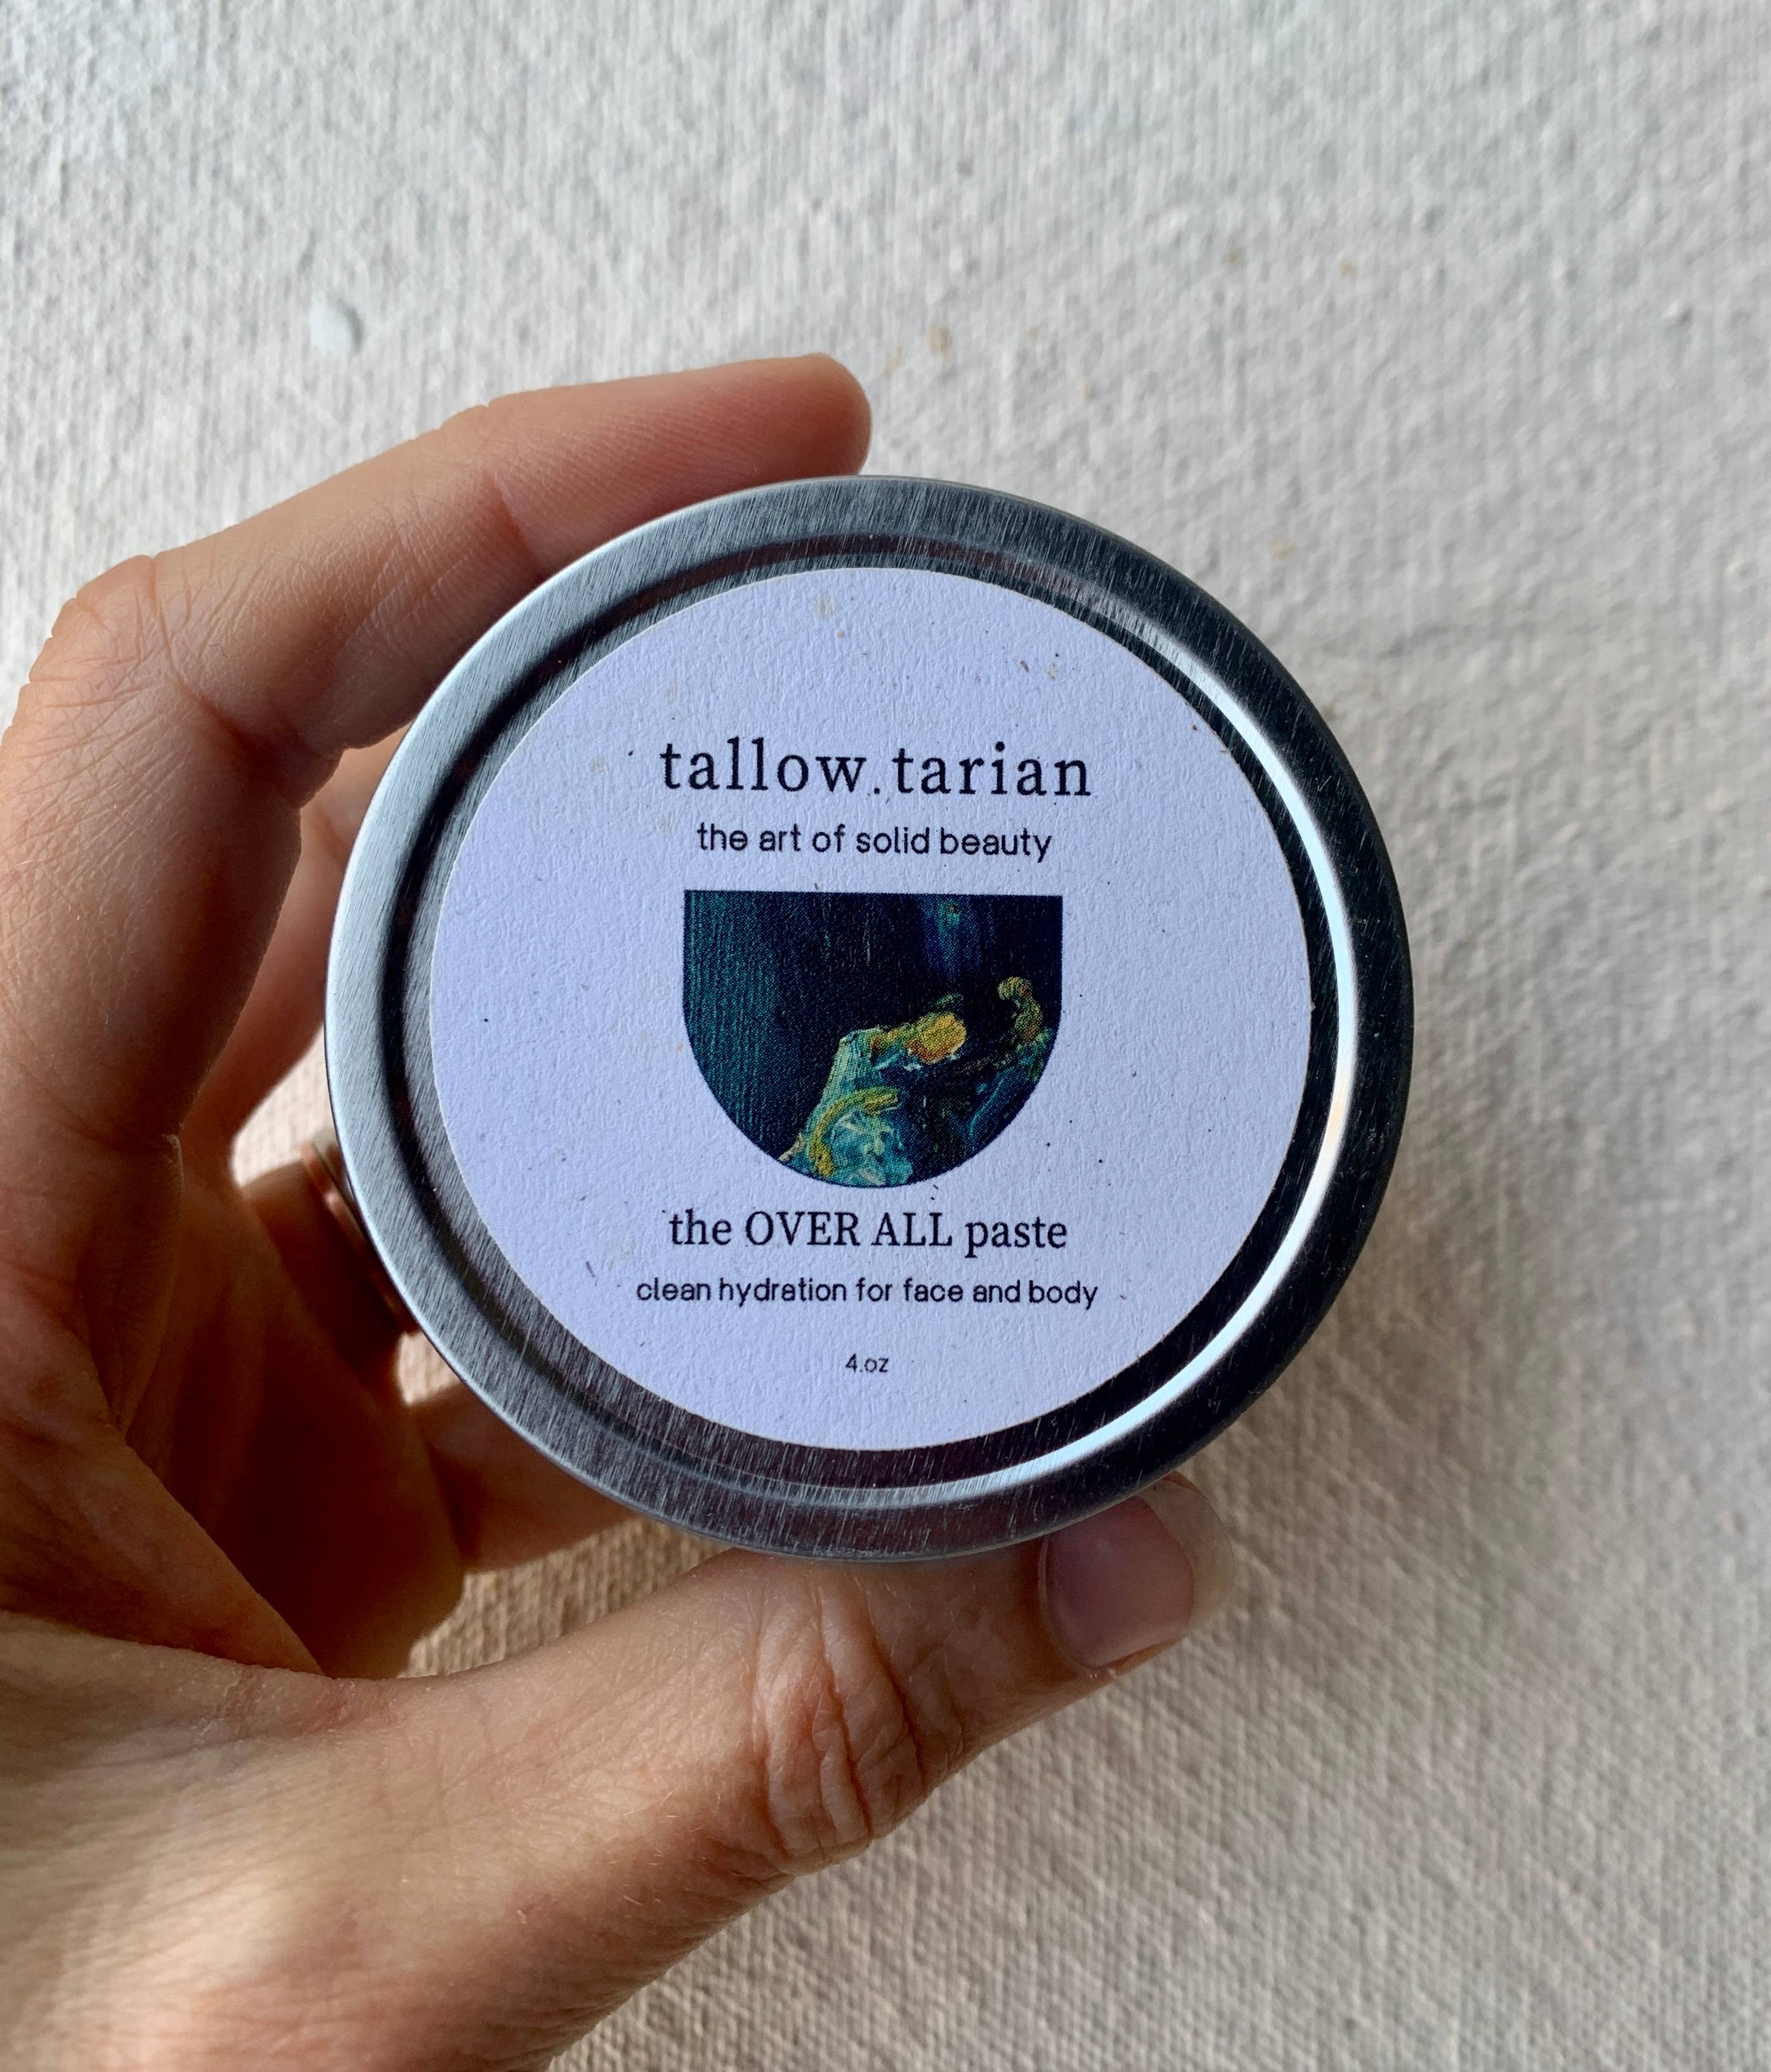 tallow.tarian
the art of solid beauty
the OVER ALL paste
clean hydration for face and body
4.oz